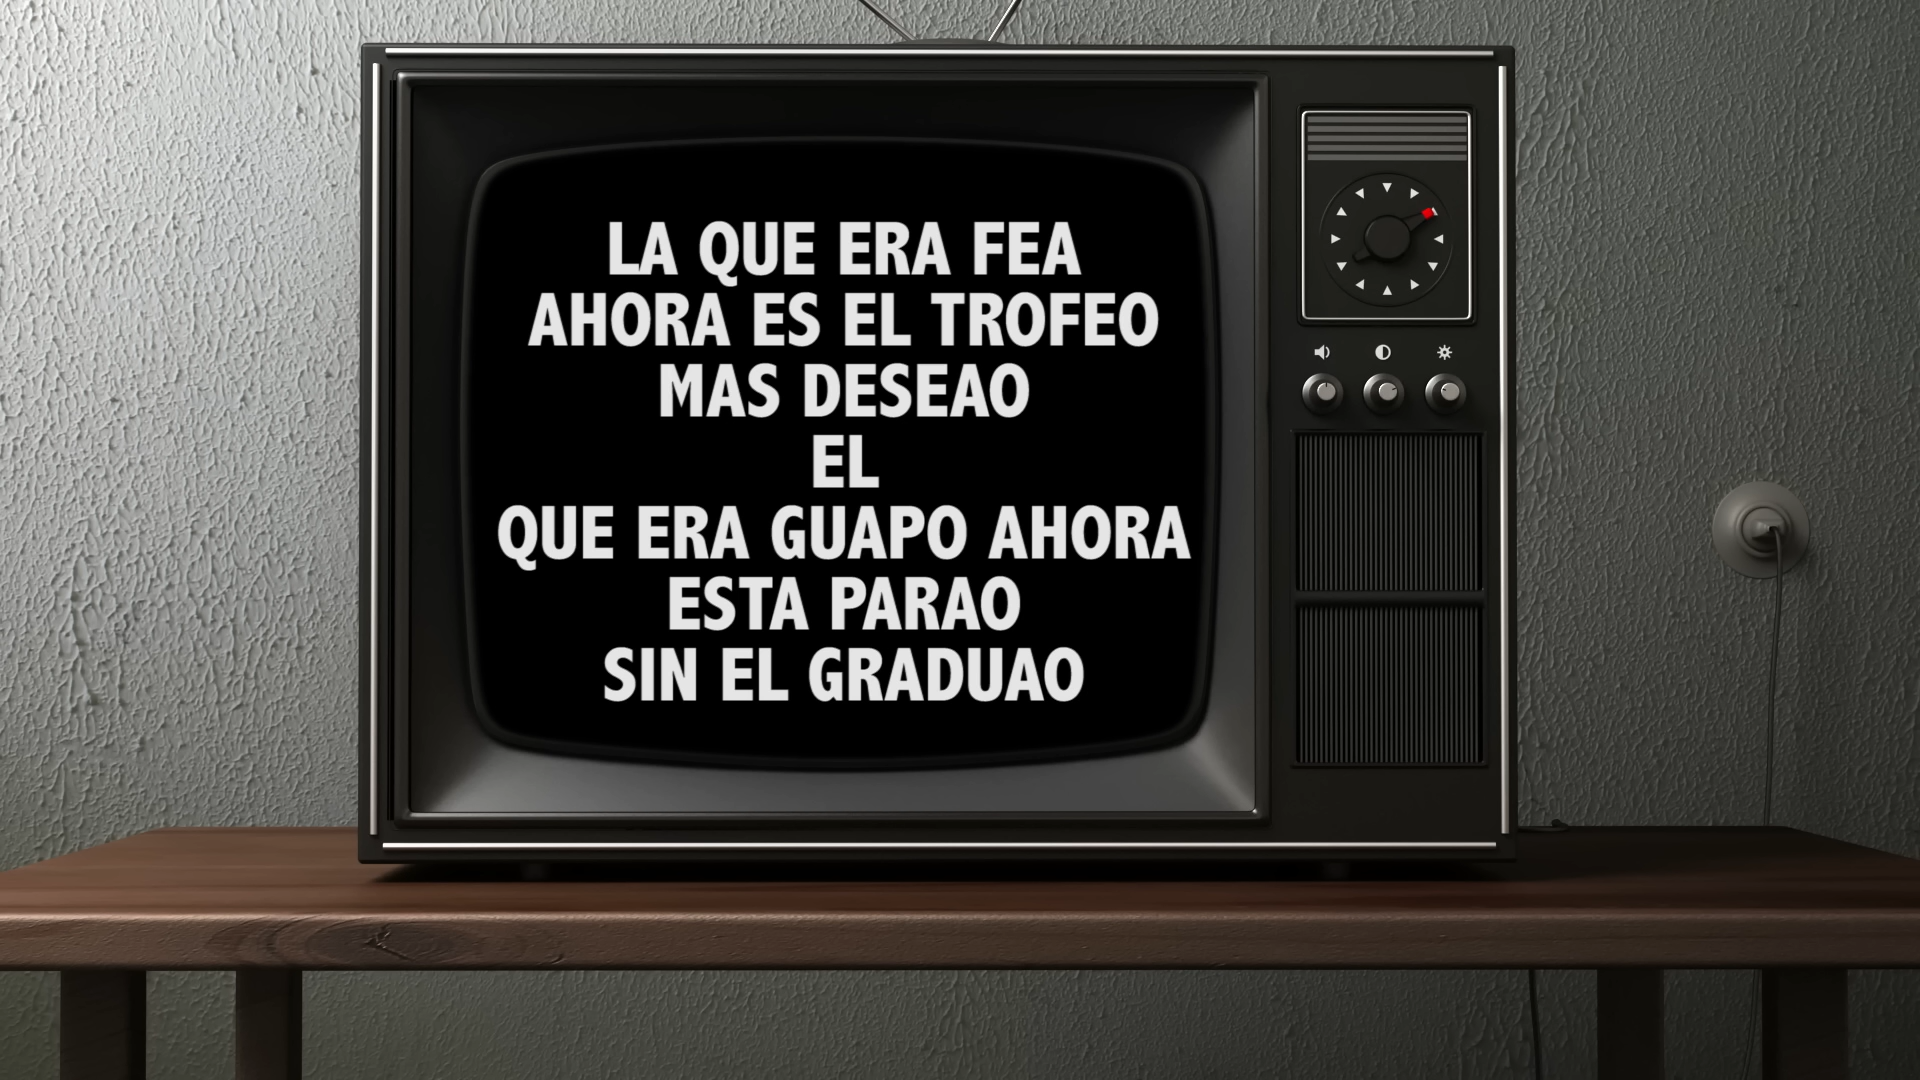 LA QUE ERA FEA
AHORA ES EL TROFEO
MAS DESEAO
EL
QUE ERA GUAPO AHORA
ESTA PARAO
SIN EL GRADUAO